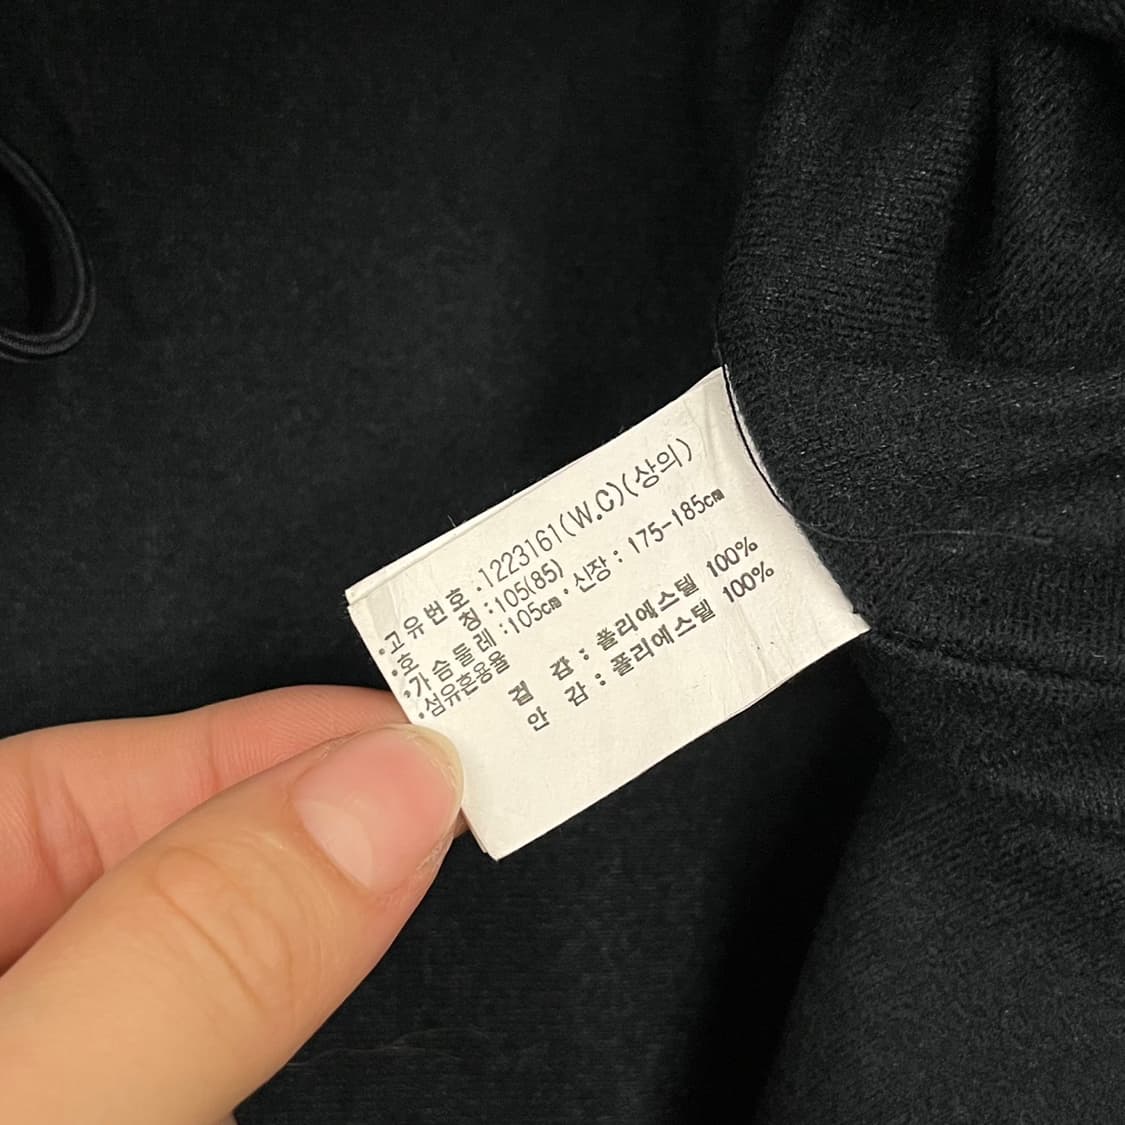 ·고유번호 .1223161(W.C)(상의)
·호 칭 : 105(85)
·가슴둘레 : 105cm · 신장 : 175-185cm
·섬유혼용율
겉 감 : 폴리에스텔 100%
안 감 : 폴리에스텔 100%